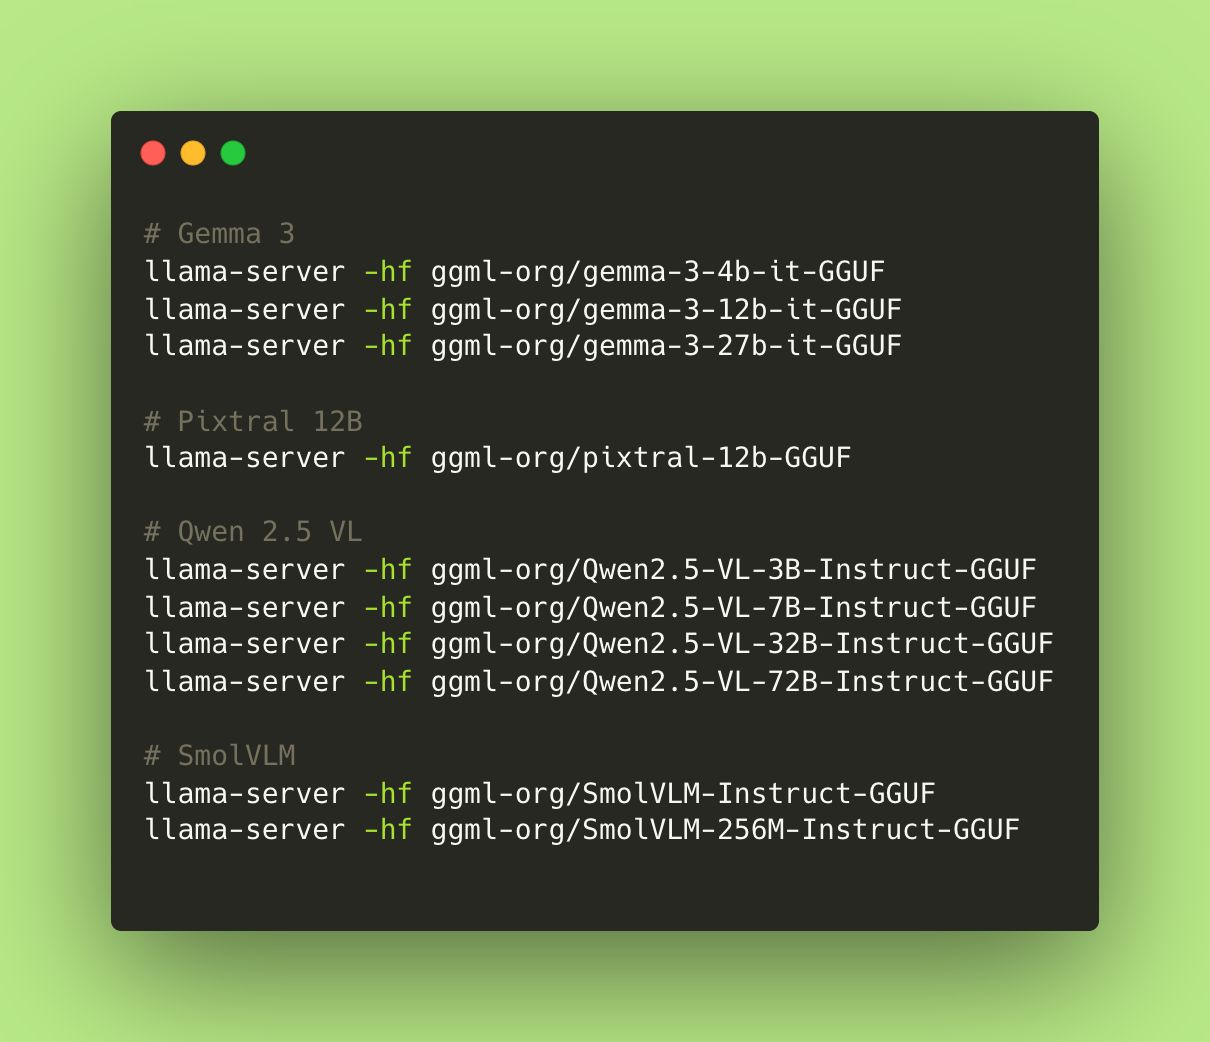 # Gemma 3
llama-server -hf ggml-org/gemma-3-4b-it-GGUF
llama-server -hf ggml-org/gemma-3-12b-it-GGUF
llama-server -hf ggml-org/gemma-3-27b-it-GGUF
# Pixtral 12B
llama-server -hf ggml-org/pixtral-12b-GGUF
# Qwen 2.5 VL
llama-server -hf ggml-org/Qwen2.5-VL-3B-Instruct-GGUF
llama-server -hf ggml-org/Qwen2.5-VL-7B-Instruct-GGUF
llama-server -hf ggml-org/Qwen2.5-VL-32B-Instruct-GGUF
llama-server -hf ggml-org/Qwen2.5-VL-72B-Instruct-GGUF
# SmolVLM
llama-server -hf ggml-org/SmolVLM-Instruct-GGUF
llama-server -hf ggml-org/SmolVLM-256M-Instruct-GGUF